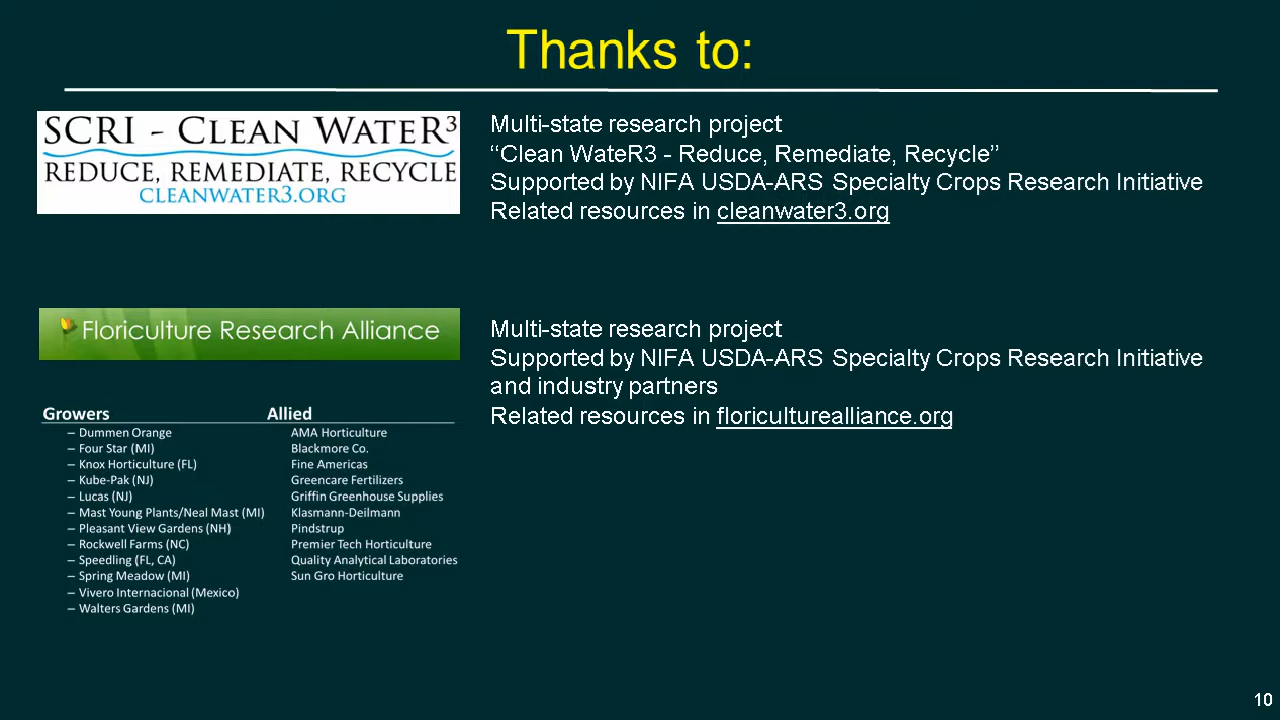 Thanks to:
SCRI - CLEAN WATER³
REDUCE, REMEDIATE, RECYCLE
CLEANWATER3.ORG
Multi-state research project
“Clean WateR3 - Reduce, Remediate, Recycle”
Supported by NIFA USDA-ARS Specialty Crops Research Initiative
Related resources in cleanwater3.org
Floriculture Research Alliance
Multi-state research project
Supported by NIFA USDA-ARS Specialty Crops Research Initiative
and industry partners
Related resources in floriculturealliance.org
Growers
– Dummen Orange
– Four Star (MI)
– Knox Horticulture (FL)
– Kube-Pak (NJ)
– Lucas (NJ)
– Mast Young Plants/Neal Mast (MI)
– Pleasant View Gardens (NH)
– Rockwell Farms (NC)
– Speedling (FL, CA)
– Spring Meadow (MI)
– Vivero Internacional (Mexico)
– Walters Gardens (MI)
Allied
AMA Horticulture
Blackmore Co.
Fine Americas
Greencare Fertilizers
Griffin Greenhouse Supplies
Klasmann-Deilmann
Pindstrup
Premier Tech Horticulture
Quality Analytical Laboratories
Sun Gro Horticulture
10